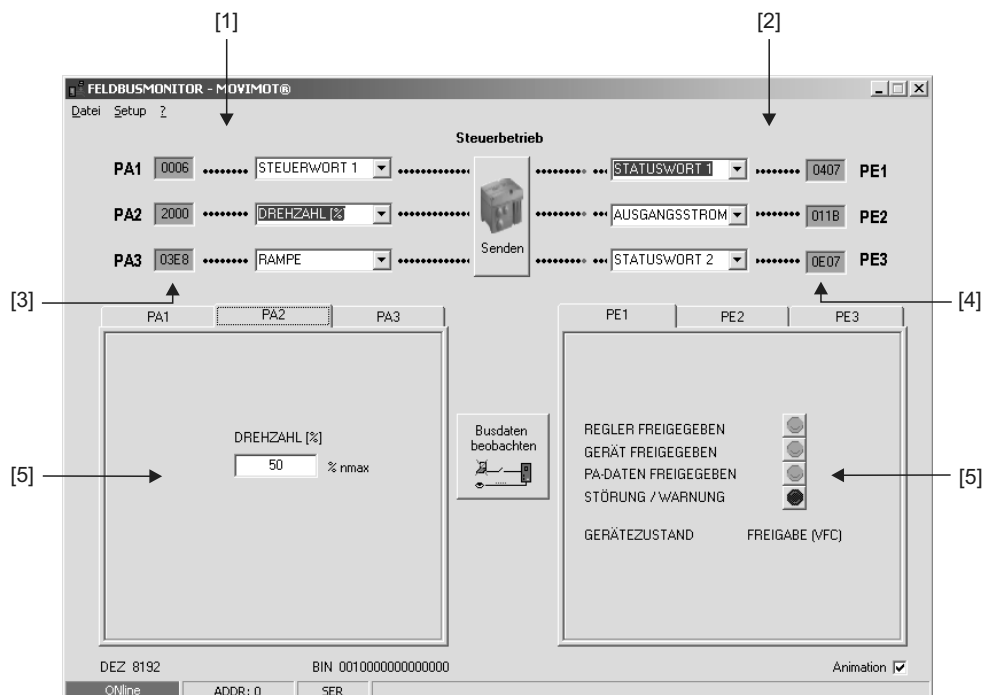 [1] [2]
FELDBUSMONITOR - MOVIMOT®
Datei Setup ?
Steuerbetrieb
PA1 0006 STEUERWORT 1 STATUSWORT 1 0407 PE1
PA2 2000 DREHZAHL [%] AUSGANGSSTROM 011B PE2
Senden
PA3 03E8 RAMPE STATUSWORT 2 0E07 PE3
[3] [4]
PA1 PA2 PA3 PE1 PE2 PE3
DREHZAHL [%]
50 % nmax
Busdaten
beobachten
REGLER FREIGEGEBEN
GERÄT FREIGEGEBEN
PA-DATEN FREIGEGEBEN
STÖRUNG / WARNUNG
[5] [5]
GERÄTEZUSTAND FREIGABE (VFC)
DEZ 8192 BIN 0010000000000000 Animation
ONline ADDR: 0 SER